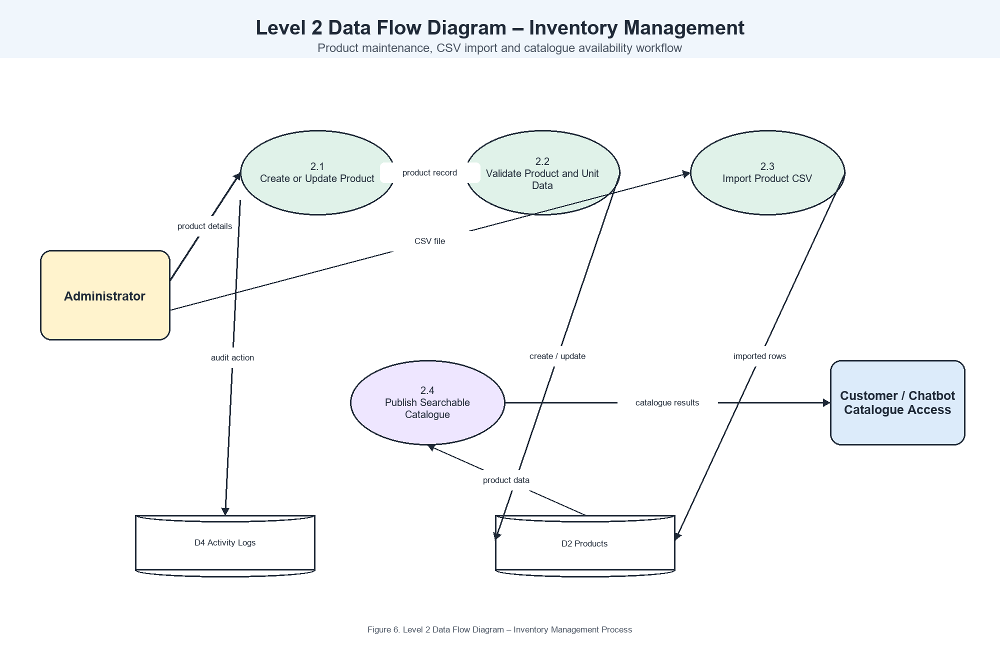 Level 2 Data Flow Diagram – Inventory Management
Product maintenance, CSV import and catalogue availability workflow
2.1
Create or Update Product
product record
2.2
Validate Product and Unit
Data
2.3
Import Product CSV
product details
CSV file
Administrator
audit action
create / update
imported rows
2.4
Publish Searchable
Catalogue
catalogue results
Customer / Chatbot
Catalogue Access
product data
D4 Activity Logs
D2 Products
Figure 6. Level 2 Data Flow Diagram – Inventory Management Process